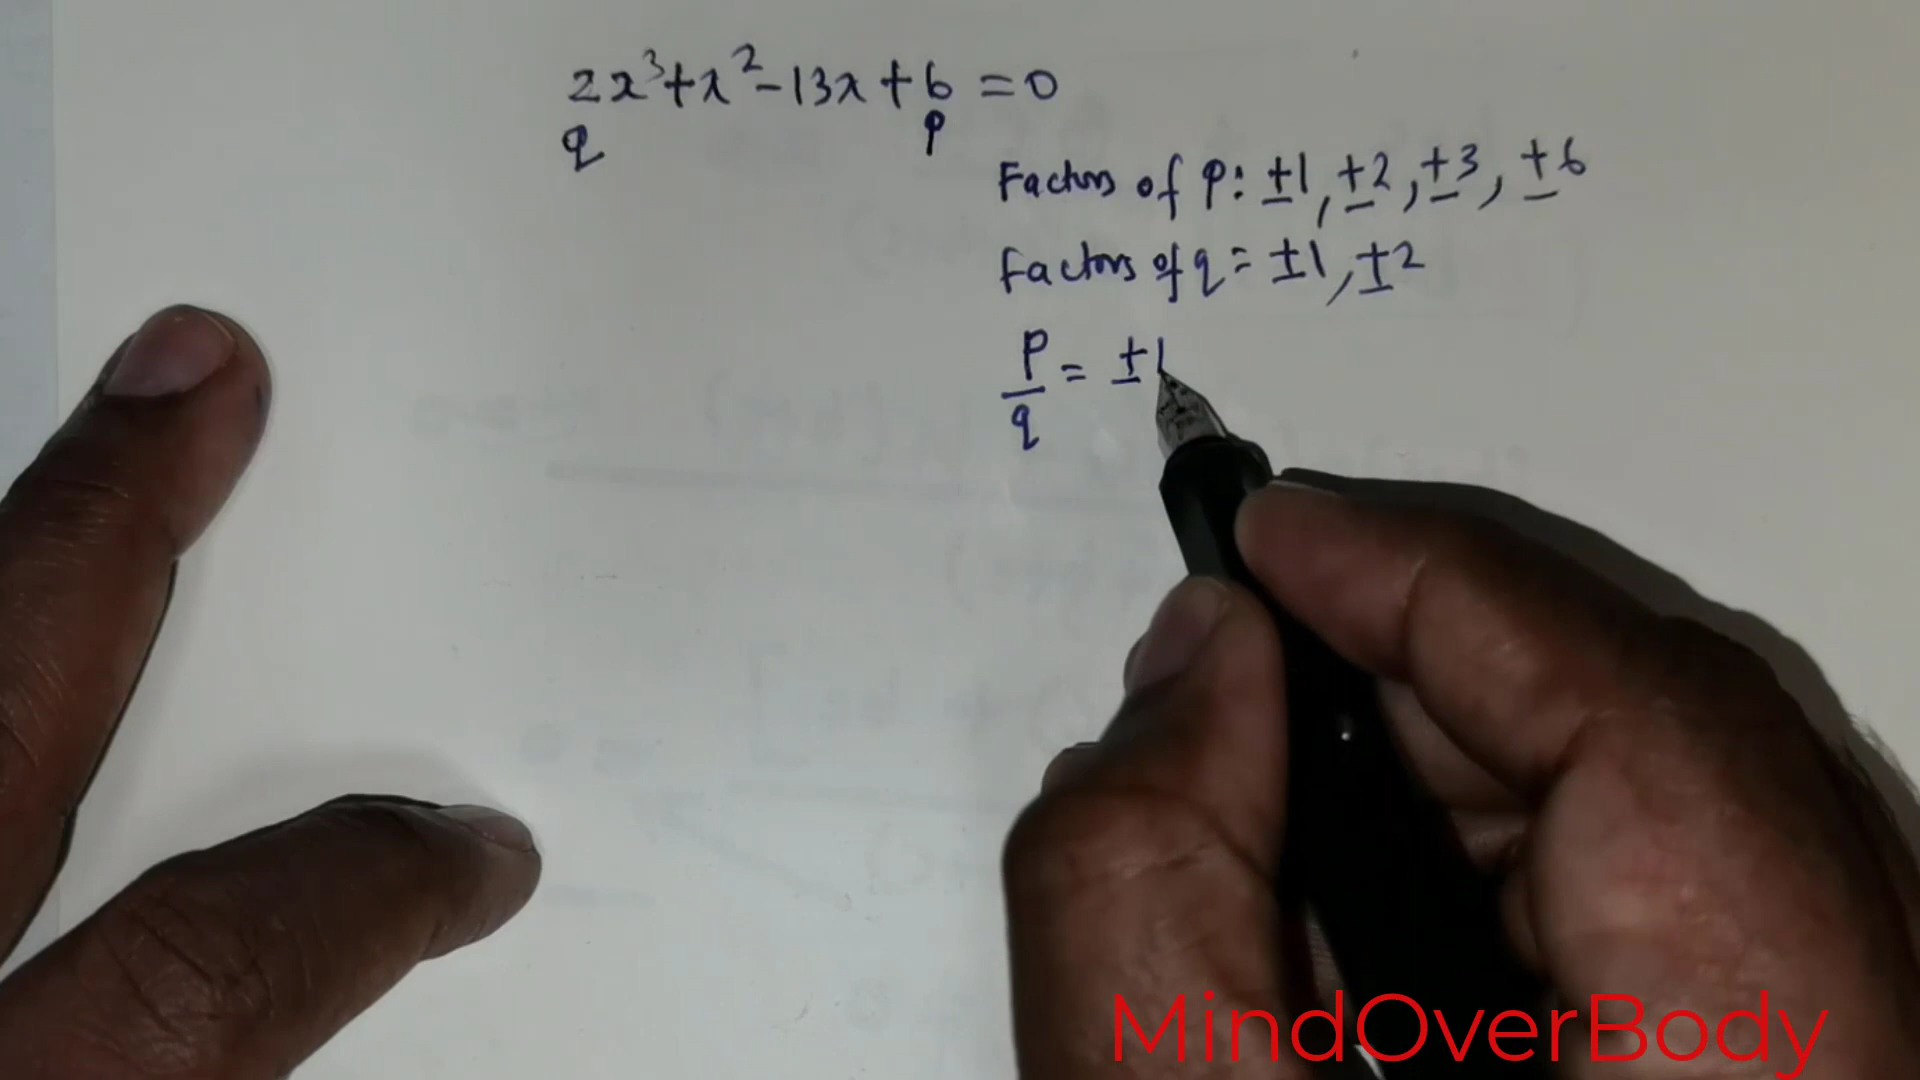 2x³+x²-13x+6=0
q p
Factors of p: ±1, ±2, ±3, ±6
Factors of q = ±1, ±2
p/q = ±1
MindOverBody